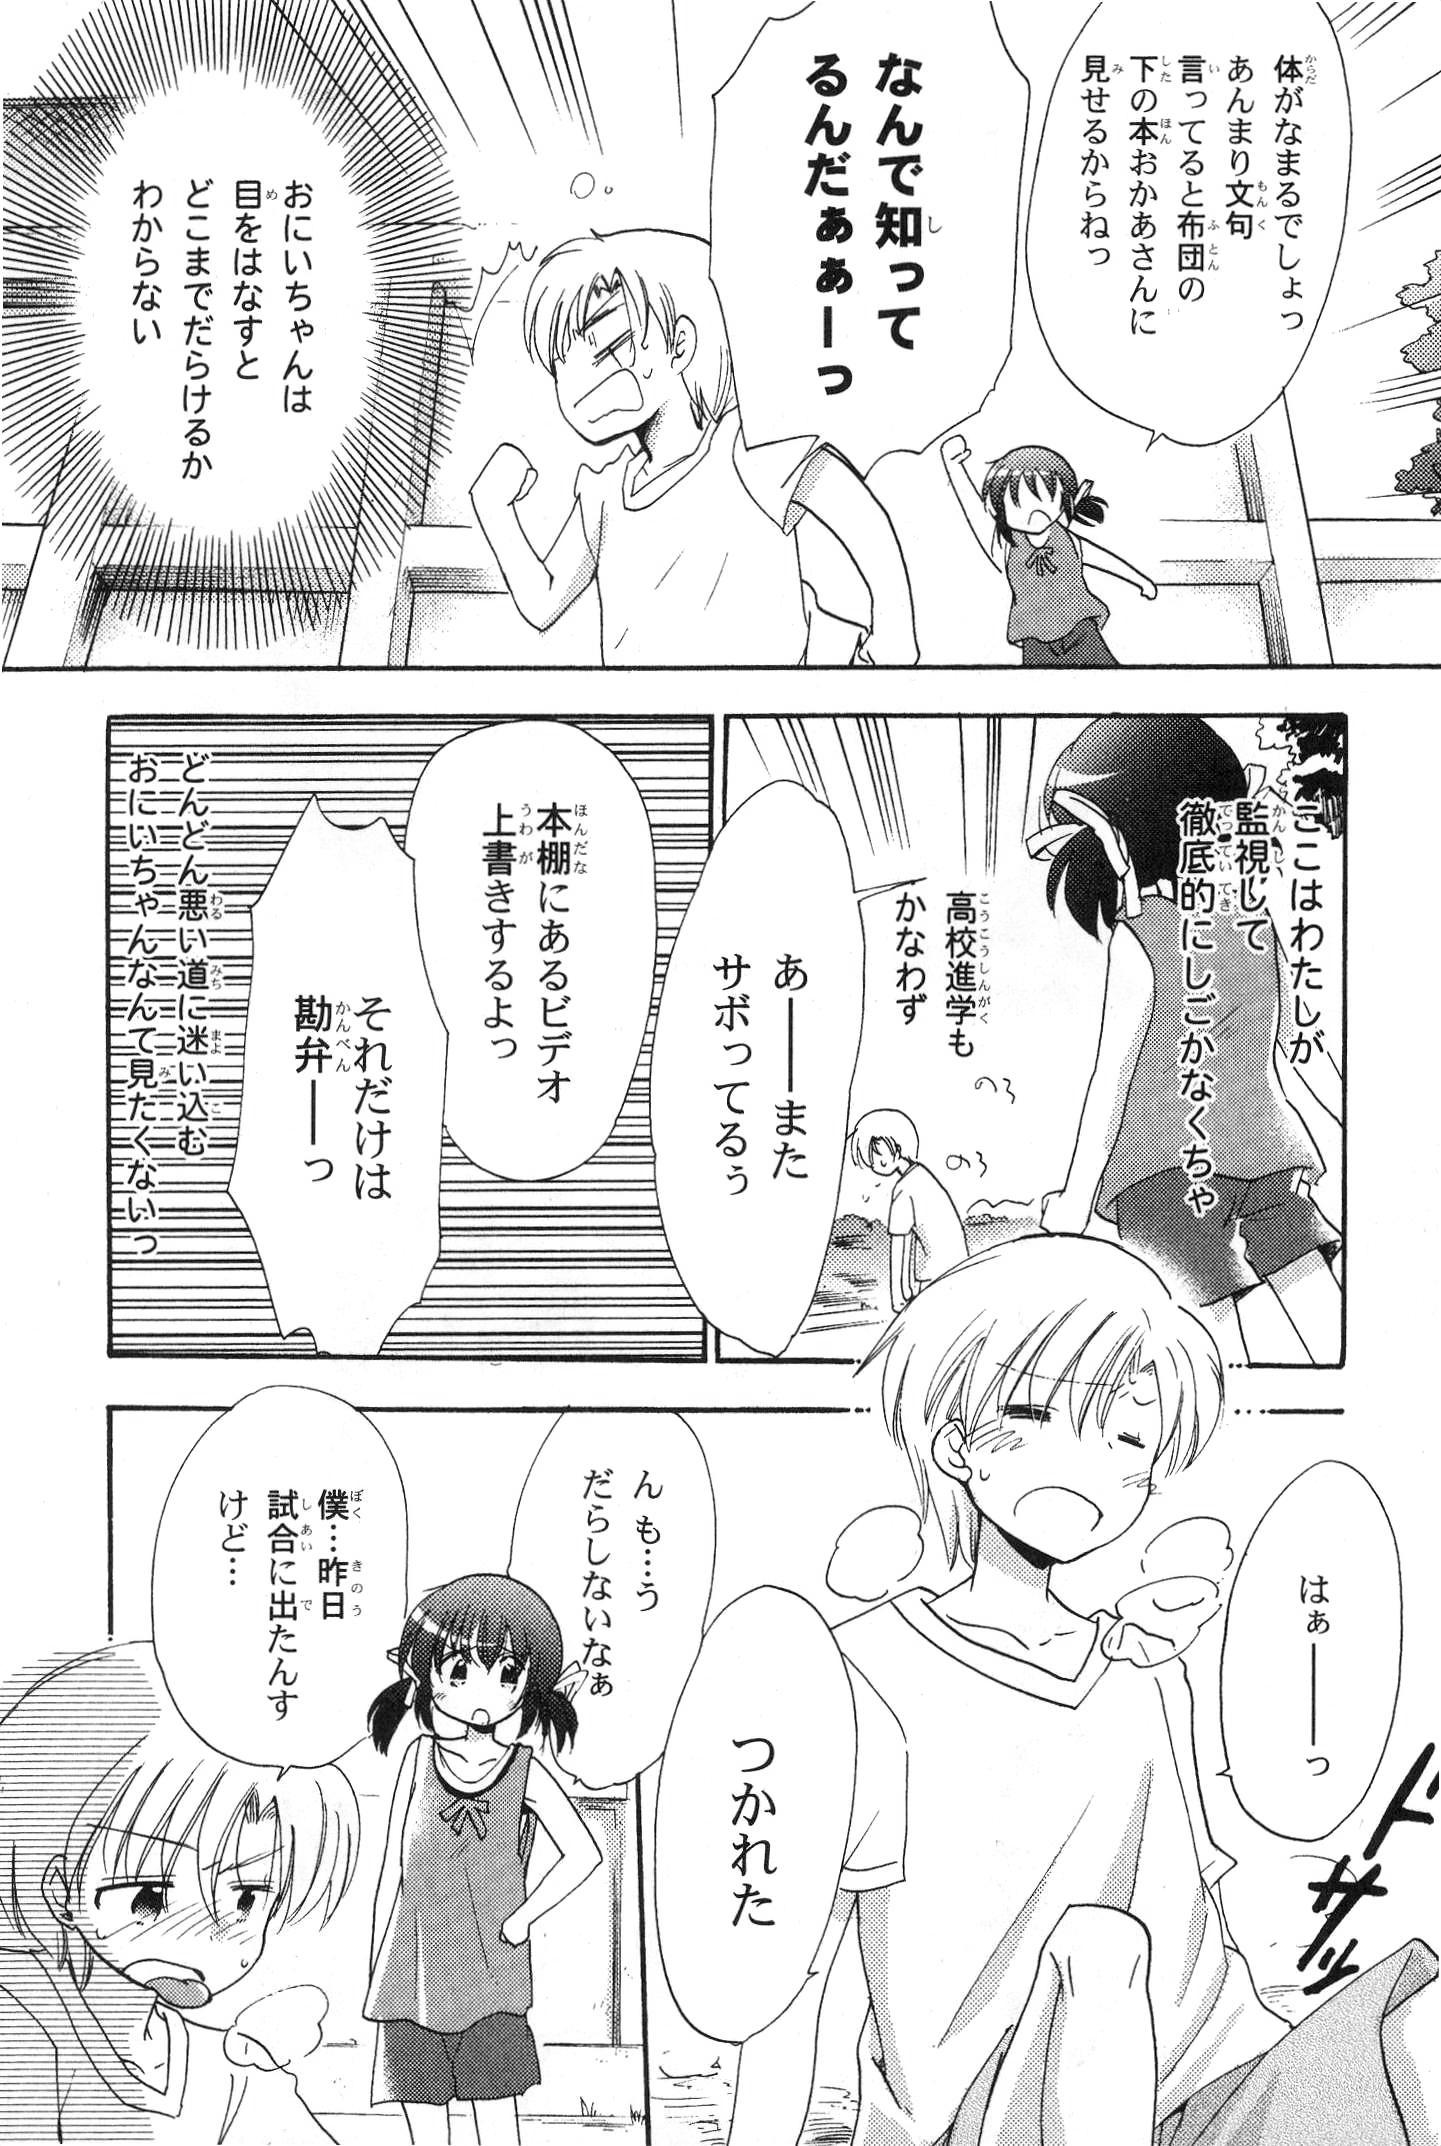 体がなまるでしょっ
あんまり文句
言ってると布団の
下の本おかあさんに
見せるからねっ
なんで知って
るんだぁぁーっ
おにいちゃんは
目をはなすと
どこまでだらけるか
わからない
ここはわたしが
監視して
徹底的にしごかなくちゃ
高校進学も
かなわず
のろ
のろ
あーーまた
サボってるぅ
本棚にあるビデオ
上書きするよっ
それだけは
勘弁ーーっ
どんどん悪い道に迷い込む
おにいちゃんなんて見たくないっ
はぁーーっ
ドサッ
つかれた
んも…う
だらしないなぁ
僕…昨日
試合に出たんす
けど…